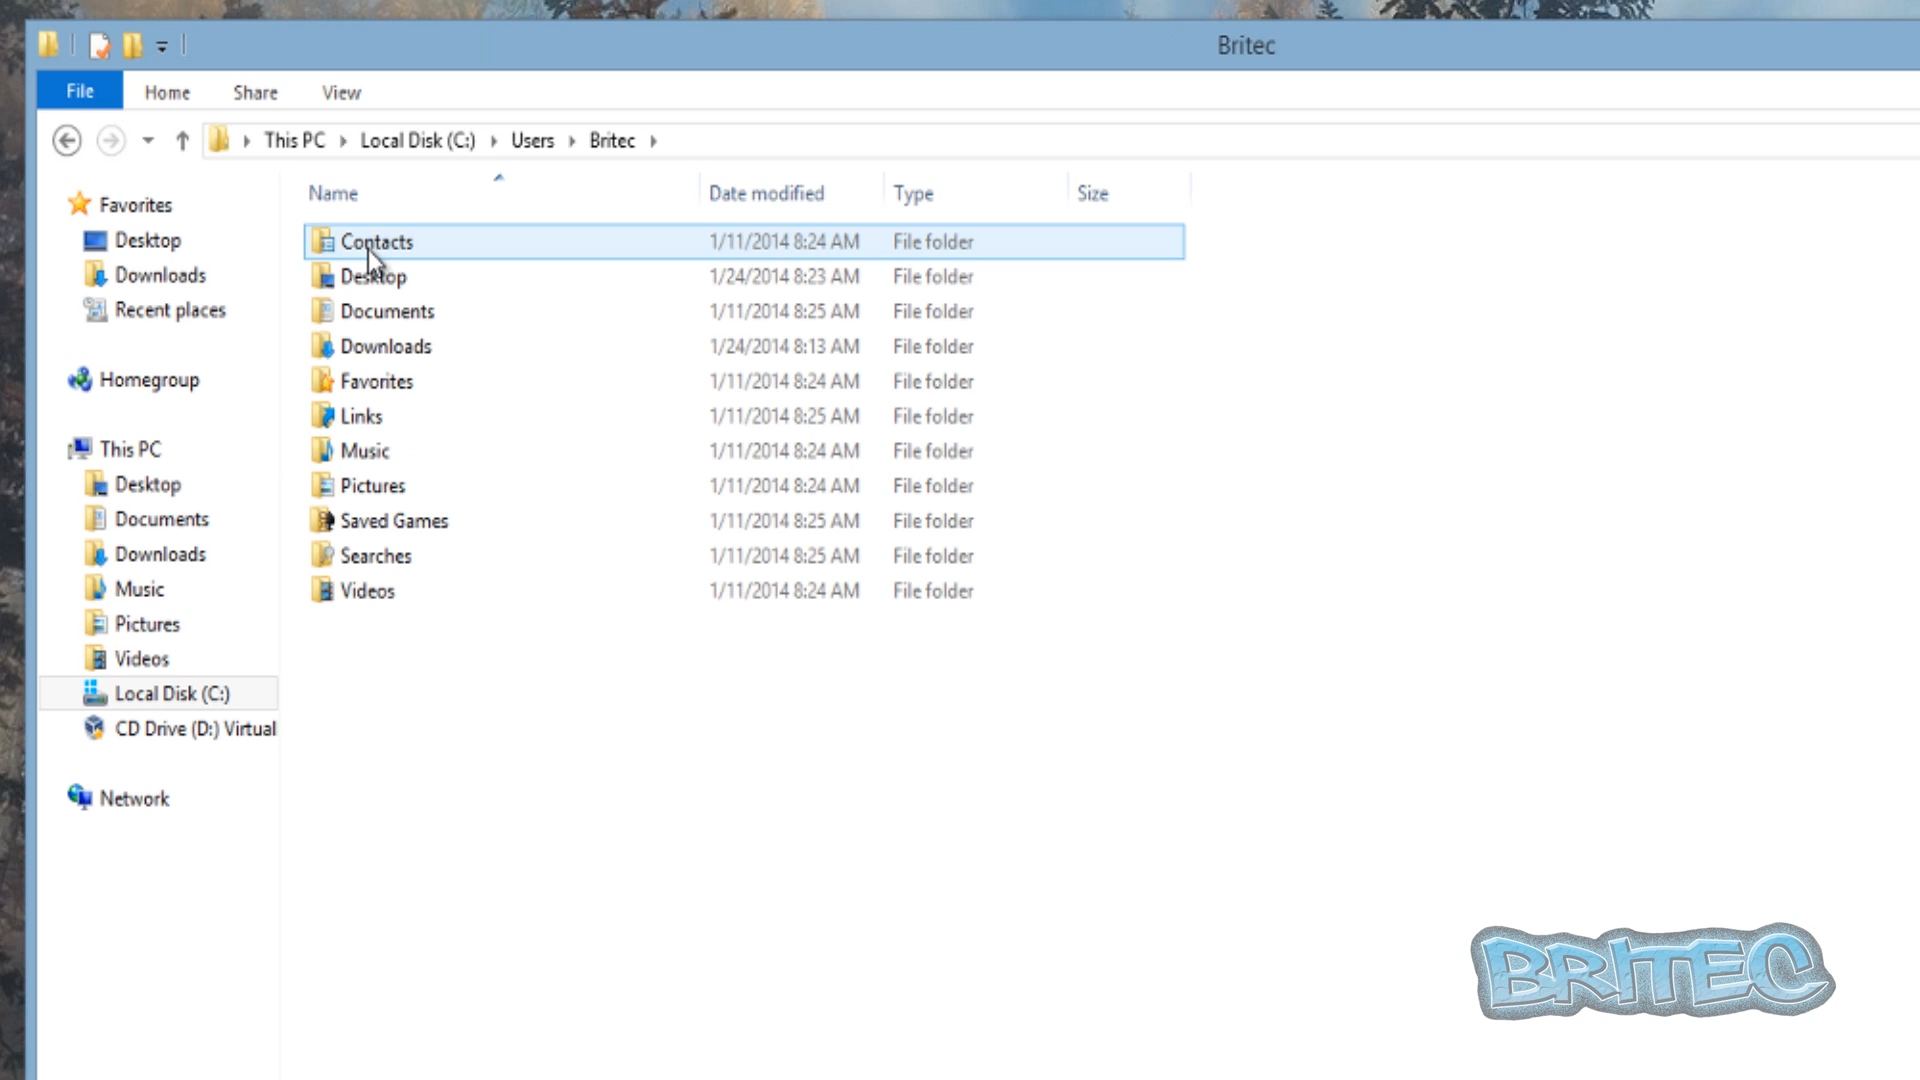 Britec
File Home Share View
This PC Local Disk (C:) Users Britec
Name Date modified Type Size
Favorites
Desktop
Downloads
Recent places
Homegroup
This PC
Desktop
Documents
Downloads
Music
Pictures
Videos
Local Disk (C:)
CD Drive (D:) Virtual
Network
Contacts 1/11/2014 8:24 AM File folder
Desktop 1/24/2014 8:23 AM File folder
Documents 1/11/2014 8:25 AM File folder
Downloads 1/24/2014 8:13 AM File folder
Favorites 1/11/2014 8:24 AM File folder
Links 1/11/2014 8:25 AM File folder
Music 1/11/2014 8:24 AM File folder
Pictures 1/11/2014 8:24 AM File folder
Saved Games 1/11/2014 8:25 AM File folder
Searches 1/11/2014 8:25 AM File folder
Videos 1/11/2014 8:24 AM File folder
BRITEC